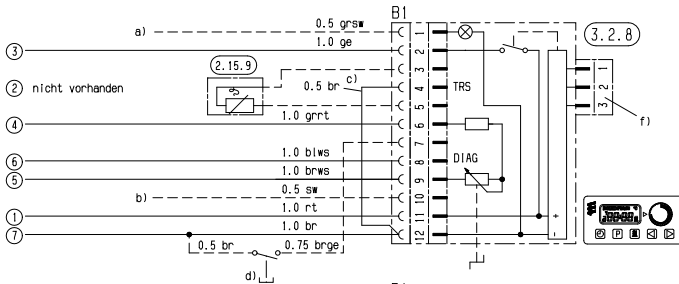 B1
a) 0.5 grsw 1
3 1.0 ge 2
3.2.8
2.15.9 3
1
2 nicht vorhanden 0.5 br c) 4 TRS 2
5 3
f)
4 1.0 grrt 6
7
6 1.0 blws 8 DIAG
5 1.0 brws 9
b) 0.5 sw 10
1 1.0 rt 11 +
7 1.0 br 12 -
P
0.5 br 0.75 brge
d)